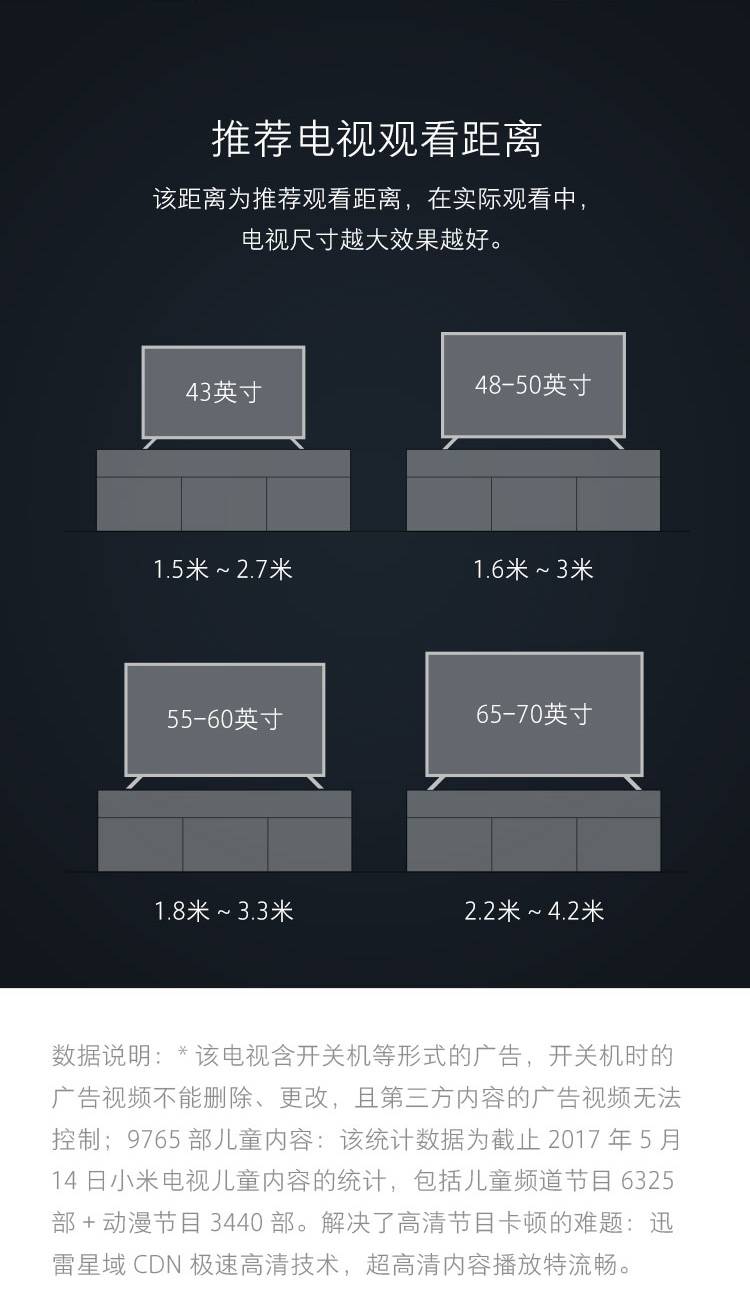 推荐电视观看距离
该距离为推荐观看距离，在实际观看中，
电视尺寸越大效果越好。
43英寸
48-50英寸
1.5米 ~ 2.7米
1.6米 ~ 3米
55-60英寸
65-70英寸
1.8米 ~ 3.3米
2.2米 ~ 4.2米
数据说明：* 该电视含开关机等形式的广告，开关机时的
广告视频不能删除、更改，且第三方内容的广告视频无法
控制；9765 部儿童内容：该统计数据为截止 2017 年 5 月
14 日小米电视儿童内容的统计，包括儿童频道节目 6325
部 + 动漫节目 3440 部。解决了高清节目卡顿的难题：迅
雷星域 CDN 极速高清技术，超高清内容播放特流畅。